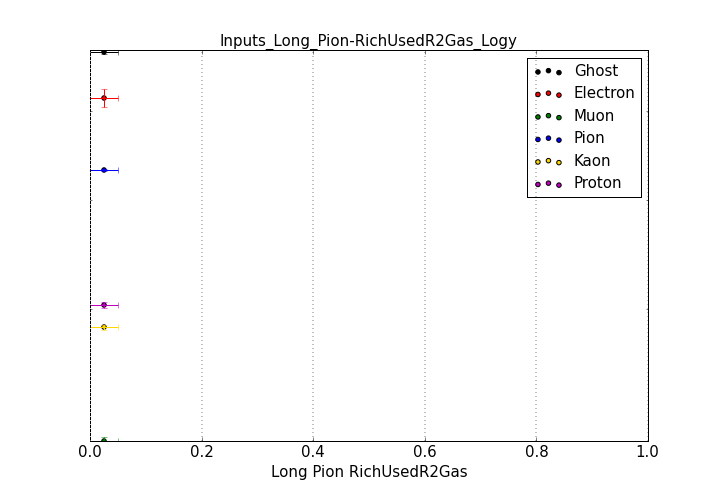 Inputs_Long_Pion-RichUsedR2Gas_Logy
Ghost
Electron
Muon
Pion
Kaon
Proton
0.0 0.2 0.4 0.6 0.8 1.0
Long Pion RichUsedR2Gas